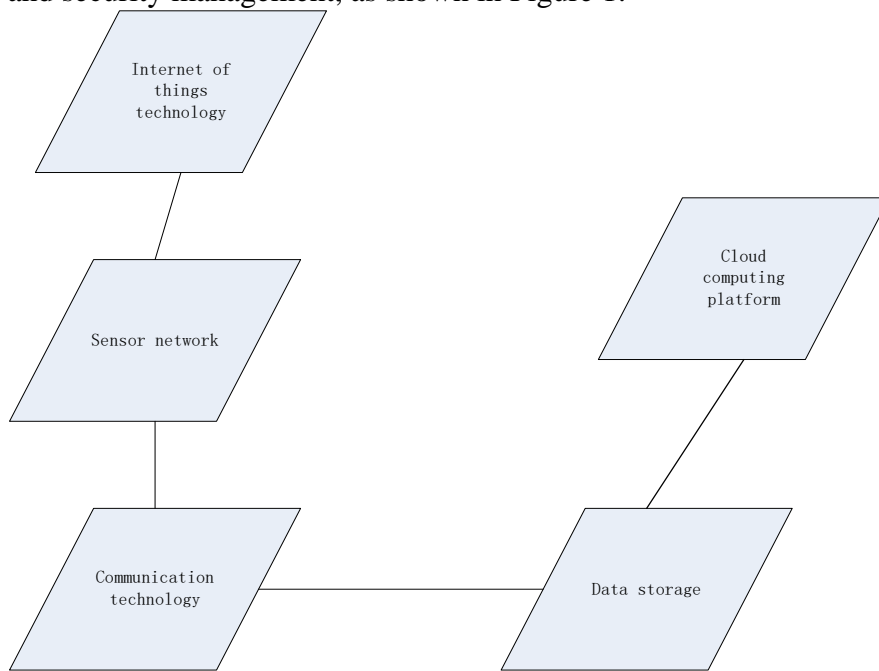 and security management, as shown in Figure 1.
Internet of
things
technology
Cloud
computing
platform
Sensor network
Communication
technology
Data storage